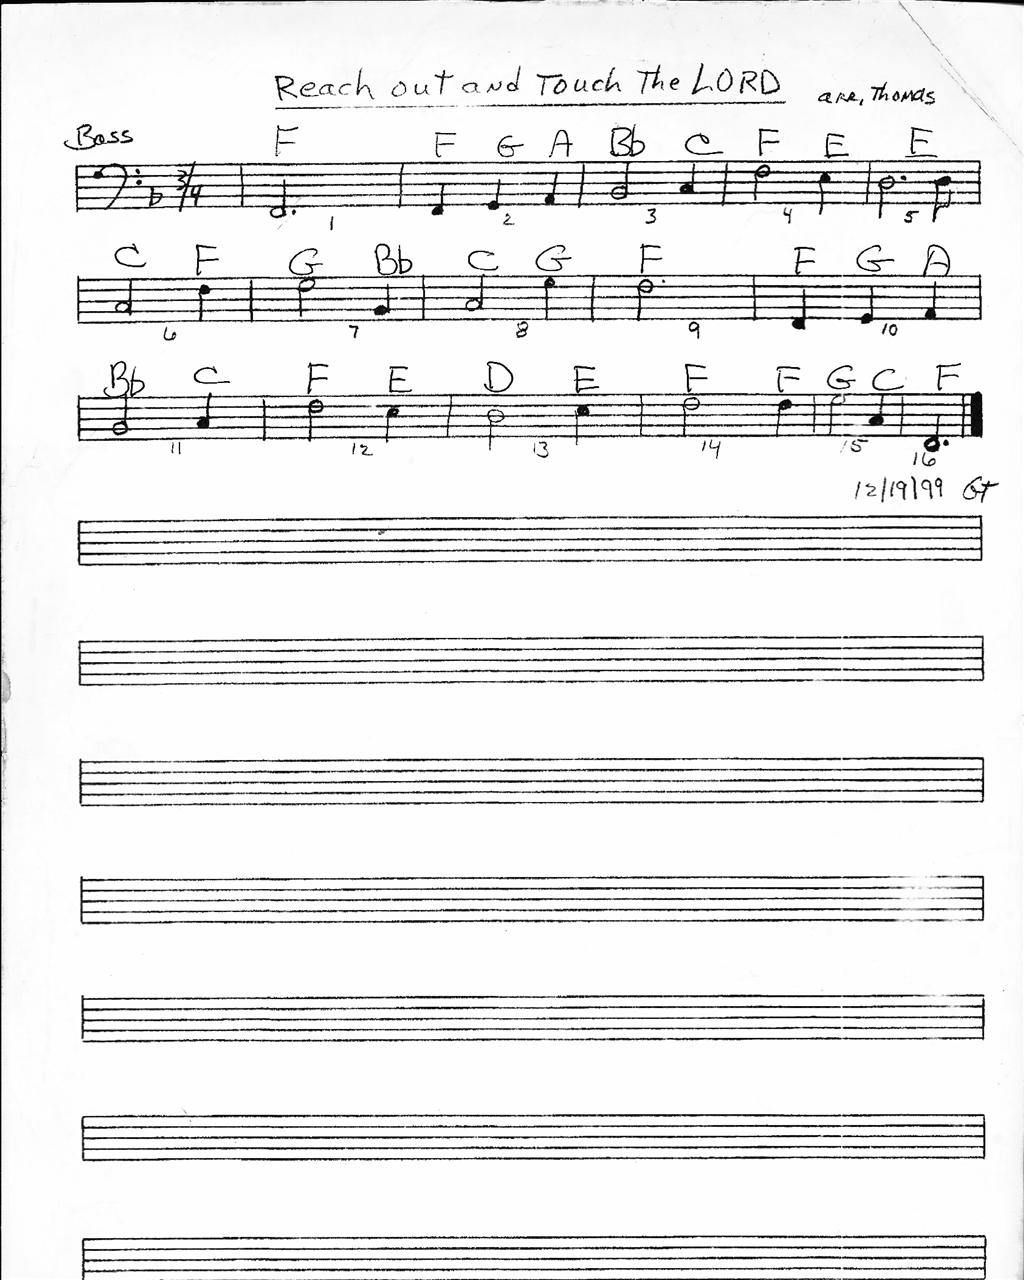 Reach out and Touch The LORD arr. Thomas
Bass F F G A Bb C F E E
3/4
1 2 3 4 5
C F G Bb C G F F G A
6 7 8 9 10
Bb C F E D E F F G C F
11 12 13 14 15 16
12/19/99 GT